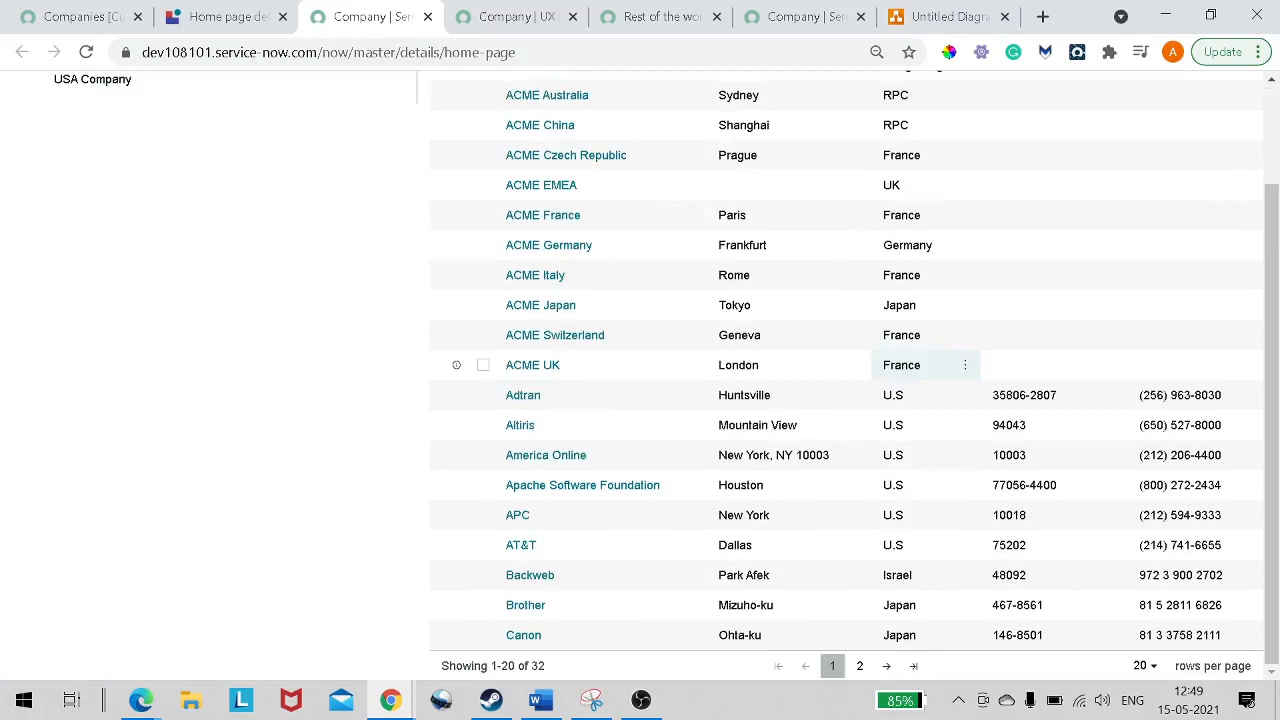 Companies [C
Home page [
Company | Ser
Company | UX
Rest of the wo
Company | Ser
Untitled Diagra
dev108101.service-now.com/now/master/details/home-page
A
Update
USA Company
ACME Australia Sydney RPC
ACME China Shanghai RPC
ACME Czech Republic Prague France
ACME EMEA UK
ACME France Paris France
ACME Germany Frankfurt Germany
ACME Italy Rome France
ACME Japan Tokyo Japan
ACME Switzerland Geneva France
ACME UK London France
Adtran Huntsville U.S 35806-2807 (256) 963-8030
Altiris Mountain View U.S 94043 (650) 527-8000
America Online New York, NY 10003 U.S 10003 (212) 206-4400
Apache Software Foundation Houston U.S 77056-4400 (800) 272-2434
APC New York U.S 10018 (212) 594-9333
AT&T Dallas U.S 75202 (214) 741-6655
Backweb Park Afek Israel 48092 972 3 900 2702
Brother Mizuho-ku Japan 467-8561 81 5 2811 6826
Canon Ohta-ku Japan 146-8501 81 3 3758 2111
Showing 1-20 of 32 1 2 20 rows per page
85% ENG 12:49
15-05-2021